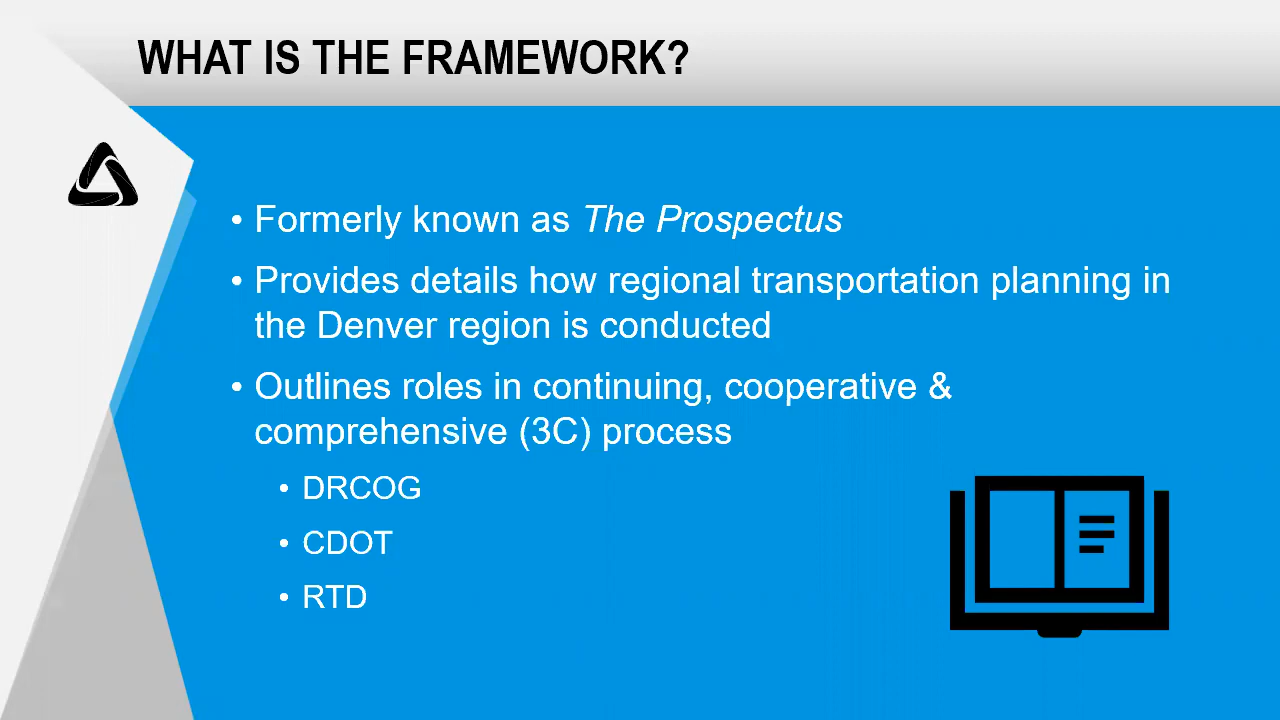 WHAT IS THE FRAMEWORK?
• Formerly known as The Prospectus
• Provides details how regional transportation planning in
the Denver region is conducted
• Outlines roles in continuing, cooperative &
comprehensive (3C) process
• DRCOG
• CDOT
• RTD